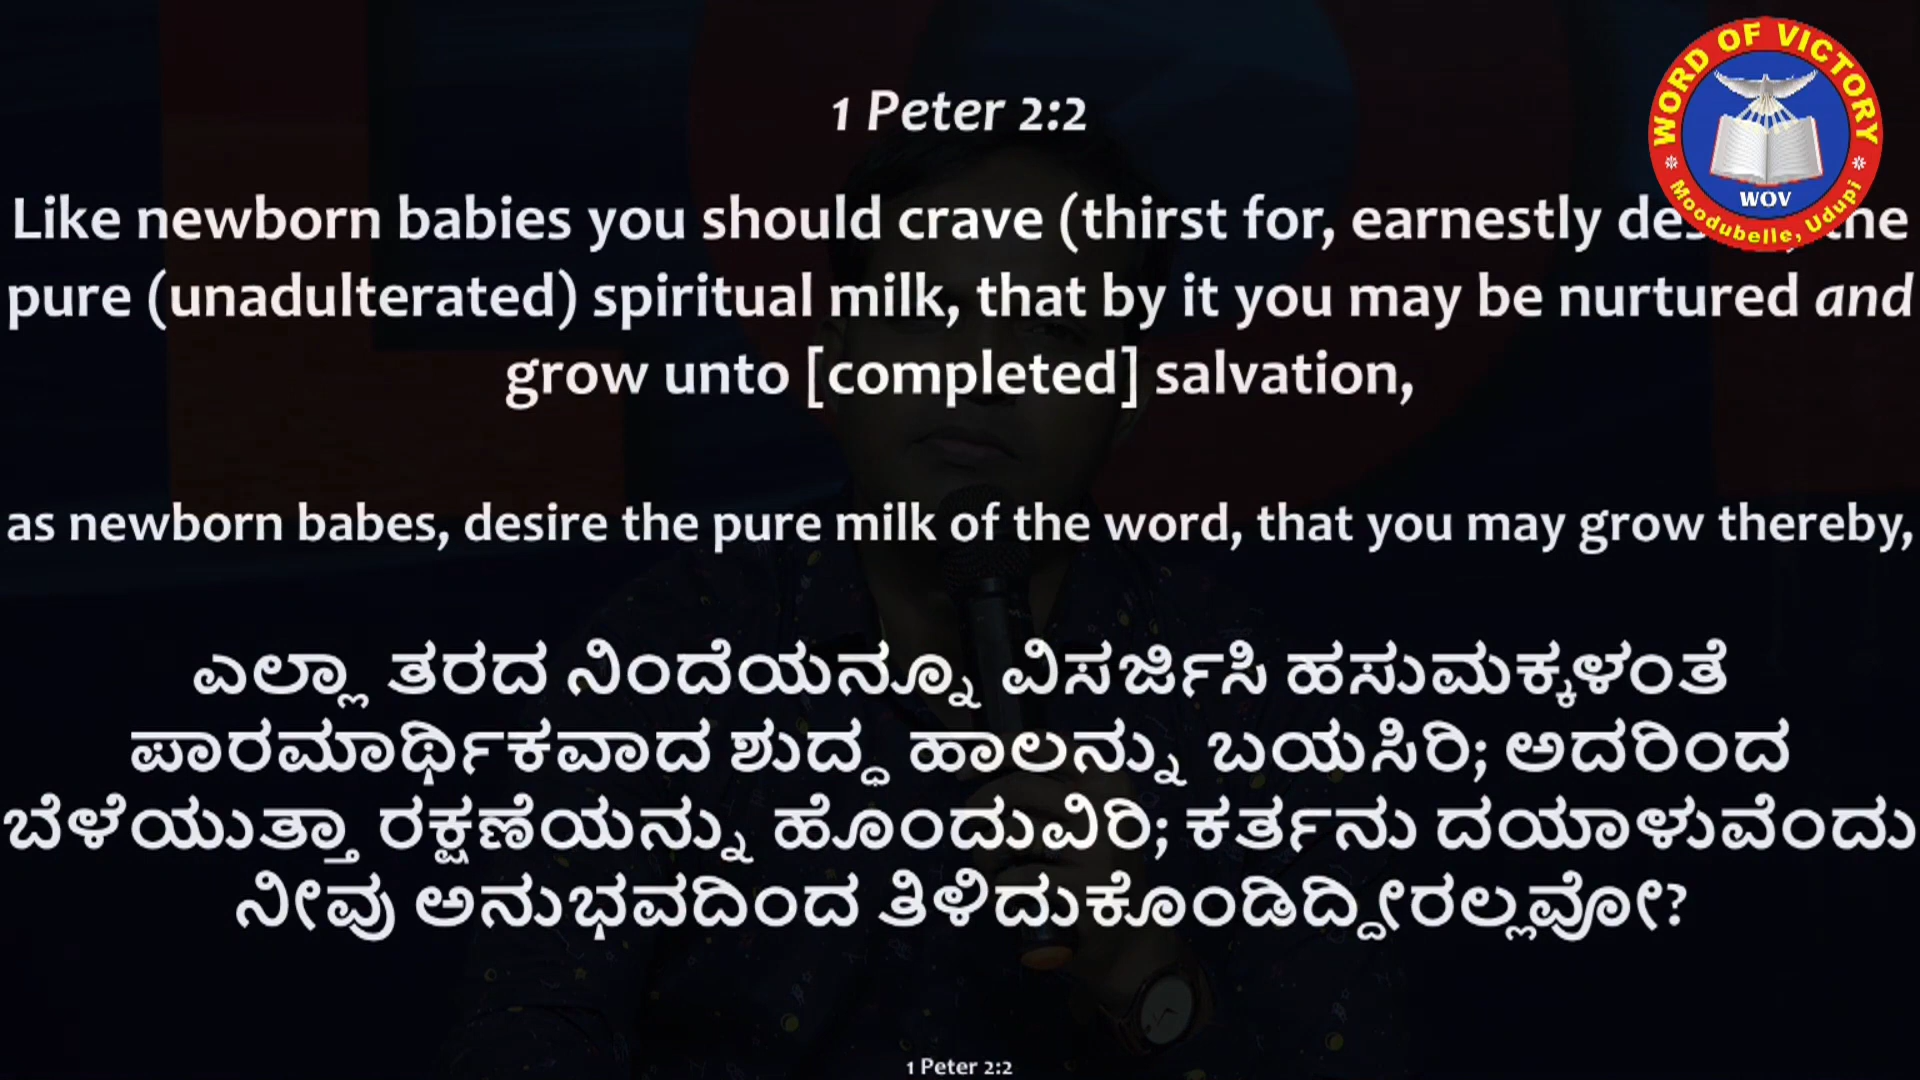 1 Peter 2:2
WORD OF VICTORY
WOV
Moodubelle, Udupi
Like newborn babies you should crave (thirst for, earnestly
pure (unadulterated) spiritual milk, that by it you may be nurtured and
grow unto [completed] salvation,
as newborn babes, desire the pure milk of the word, that you may grow thereby,
ಎಲ್ಲಾ ತರದ ನಿಂದೆಯನ್ನೂ ವಿಸರ್ಜಿಸಿ ಹಸುಮಕ್ಕಳಂತೆ
ಪಾರಮಾರ್ಥಿಕವಾದ ಶುದ್ಧ ಹಾಲನ್ನು ಬಯಸಿರಿ; ಅದರಿಂದ
ಬೆಳೆಯುತ್ತಾ ರಕ್ಷಣೆಯನ್ನು ಹೊಂದುವಿರಿ; ಕರ್ತನು ದಯಾಳುವೆಂದು
ನೀವು ಅನುಭವದಿಂದ ತಿಳಿದುಕೊಂಡಿದ್ದೀರಲ್ಲವೋ?
1 Peter 2:2